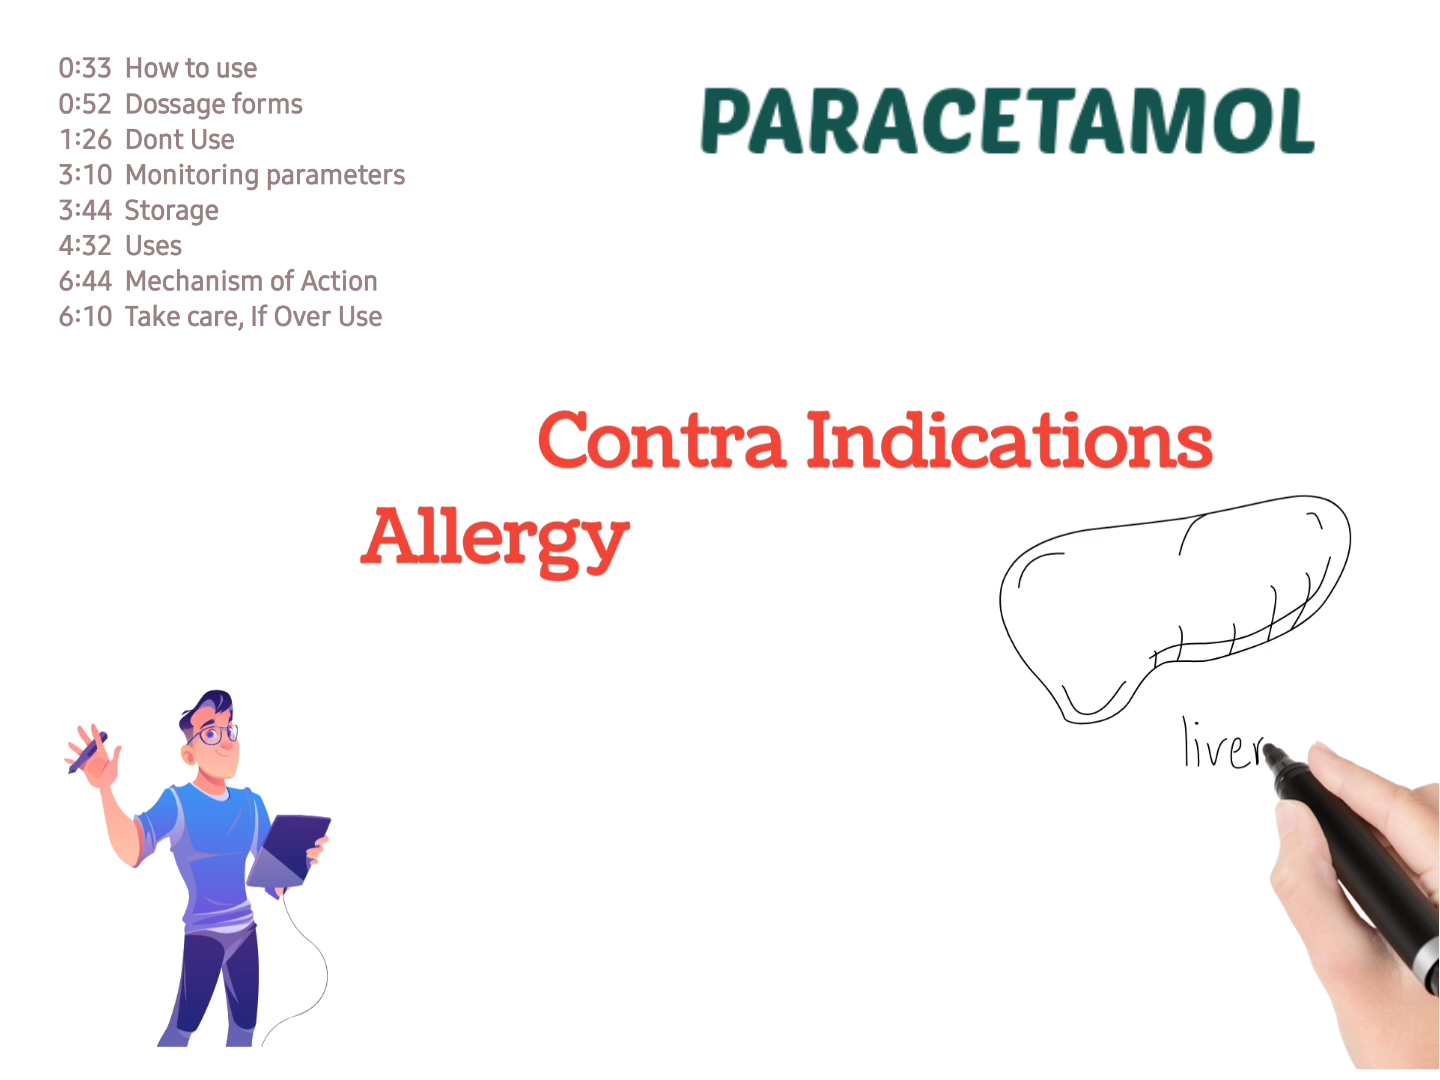 0:33 How to use
0:52 Dossage forms
1:26 Dont Use
3:10 Monitoring parameters
3:44 Storage
4:32 Uses
6:44 Mechanism of Action
6:10 Take care, If Over Use
PARACETAMOL
Contra Indications
Allergy
liver